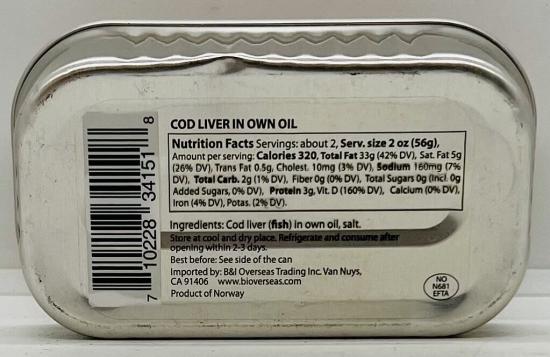 COD LIVER IN OWN OIL
Nutrition Facts Servings: about 2, Serv. size 2 oz (56g),
Amount per serving: Calories 320, Total Fat 33g (42% DV), Sat. Fat 5g
(26% DV), Trans Fat 0.5g, Cholest. 10mg (3% DV), Sodium 160mg (7%
DV), Total Carb. 2g (1% DV), Fiber 0g (0% DV), Total Sugars 0g (Incl. 0g
Added Sugars, 0% DV), Protein 3g, Vit. D (160% DV), Calcium (0% DV),
Iron (4% DV), Potas. (2% DV).
Ingredients: Cod liver (fish) in own oil, salt.
Store at cool and dry place. Refrigerate and consume after
opening within 2-3 days.
Best before: See side of the can
Imported by: B&I Overseas Trading Inc. Van Nuys,
CA 91406 www.bioverseas.com
Product of Norway
NO
N681
EFTA
7 10228 34151 8